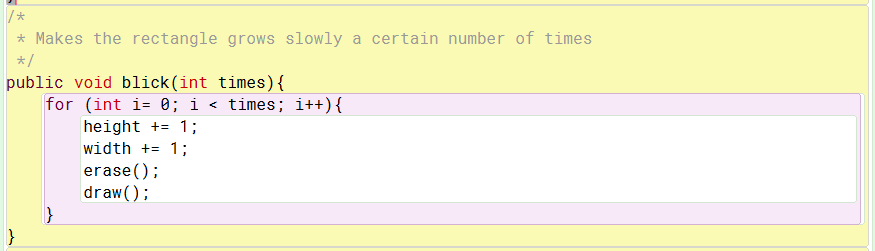 /*
 * Makes the rectangle grows slowly a certain number of times
 */
public void blick(int times){
    for (int i= 0; i < times; i++){
        height += 1;
        width += 1;
        erase();
        draw();
    }
}